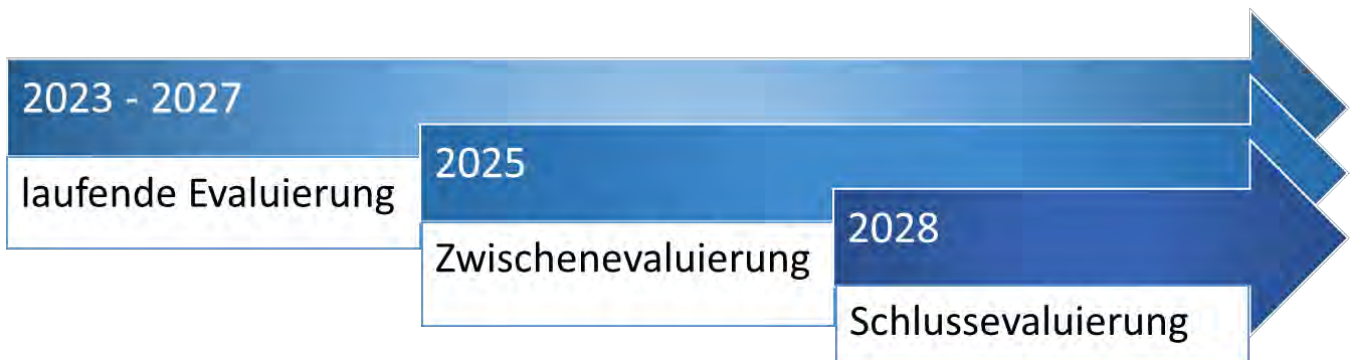 2023 - 2027
laufende Evaluierung
2025
Zwischenevaluierung
2028
Schlussevaluierung